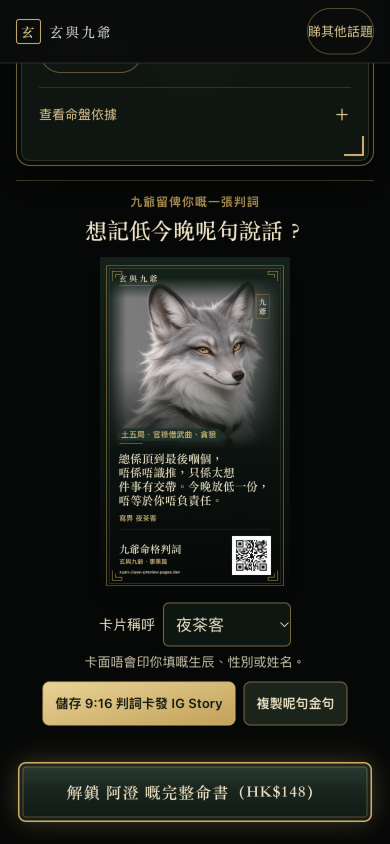 玄 玄與九爺
睇其他話題
查看命盤依據 +
九爺留俾你嘅一張判詞
想記低今晚呢句說話？
玄與九爺
九爺
土五局・官祿借武曲、貪狼
總係頂到最後嗰個，
唔係唔識推，只係太想
件事有交帶。今晚放低一份，
唔等於你唔負責任。
寫畀 夜茶客
九爺命格判詞
玄與九爺・事業篇
卡片稱呼 夜茶客
卡面唔會印你填嘅生辰、性別或姓名。
儲存 9:16 判詞卡發 IG Story
複製呢句金句
解鎖 阿澄 嘅完整命書（HK$148）